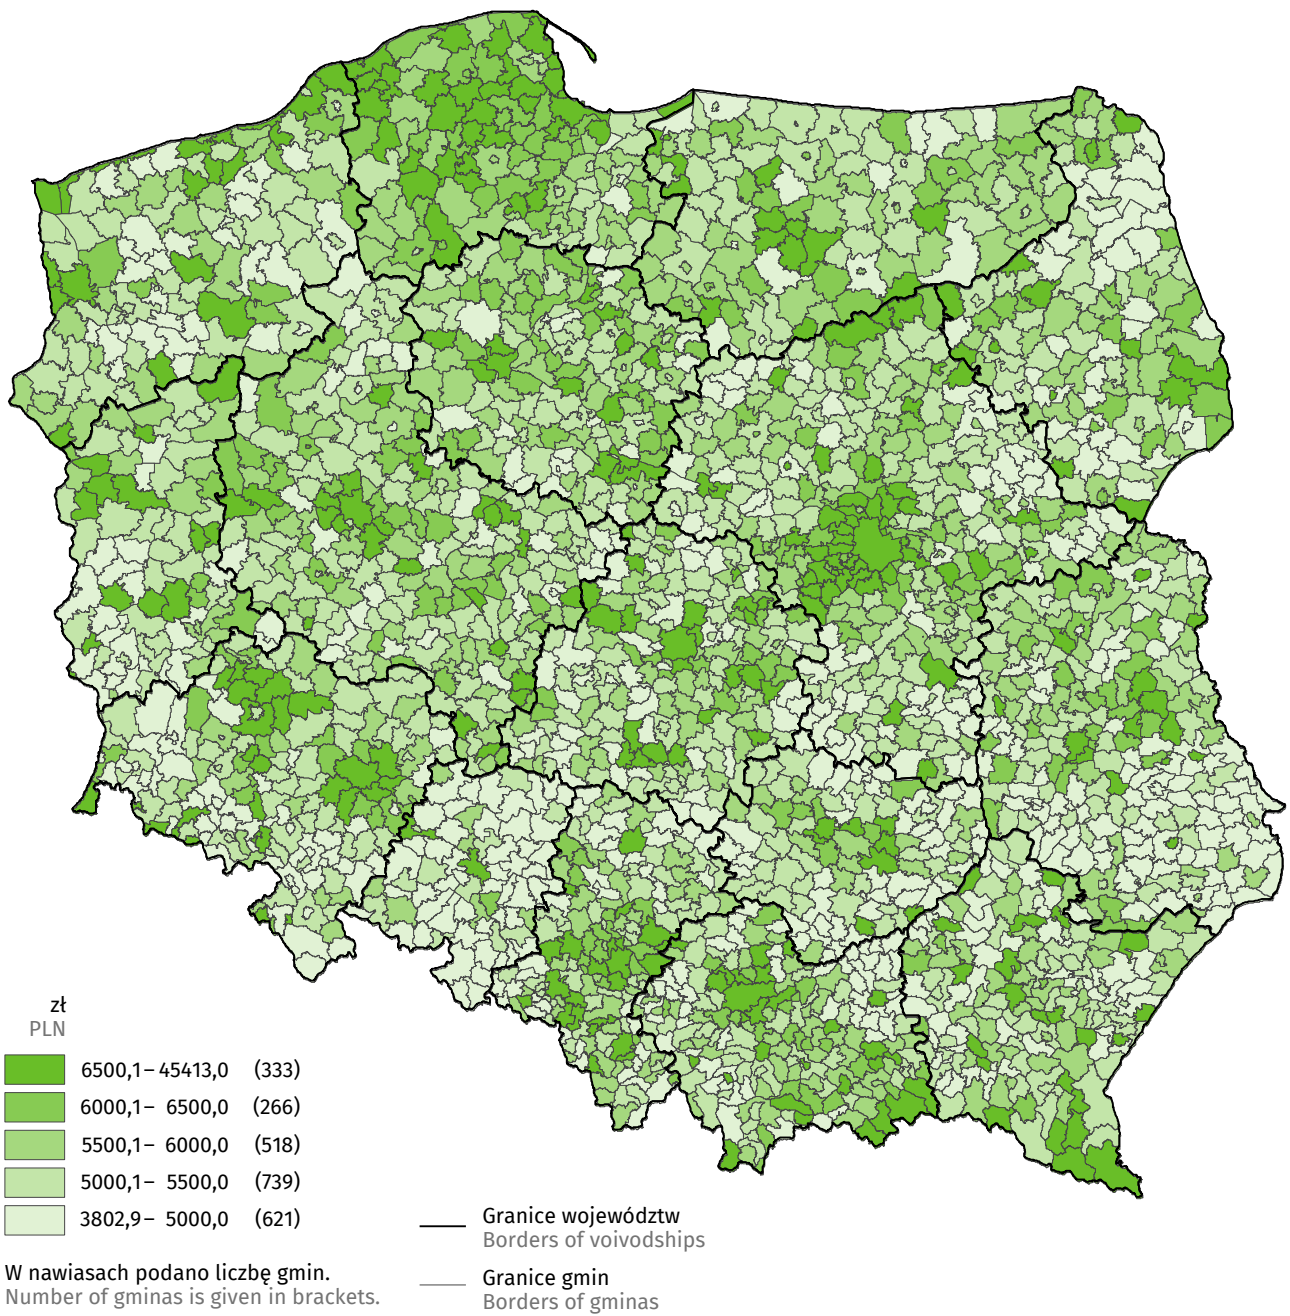 zł
PLN
6500,1– 45413,0 (333)
6000,1– 6500,0 (266)
5500,1– 6000,0 (518)
5000,1– 5500,0 (739)
3802,9– 5000,0 (621)
W nawiasach podano liczbę gmin.
Number of gminas is given in brackets.
Granice województw
Borders of voivodships
Granice gmin
Borders of gminas